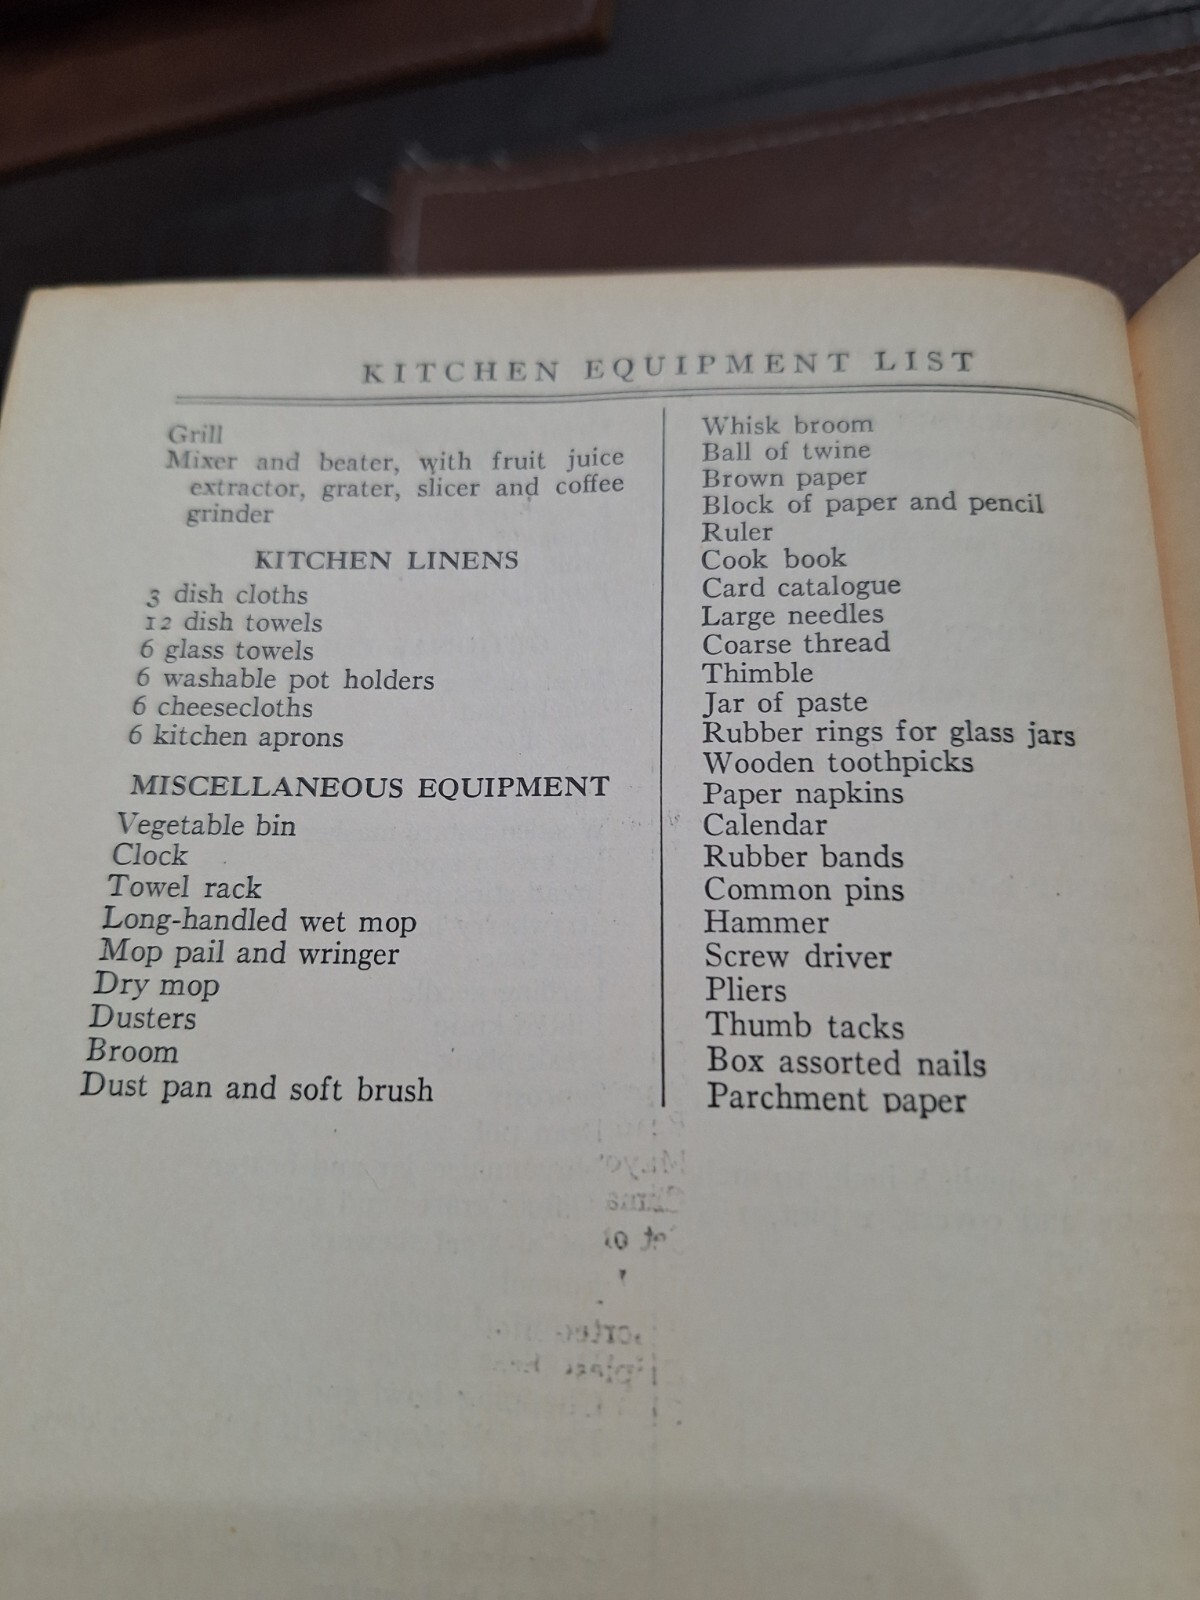 KITCHEN EQUIPMENT LIST
Grill
Mixer and beater, with fruit juice
extractor, grater, slicer and coffee
grinder
KITCHEN LINENS
3 dish cloths
12 dish towels
6 glass towels
6 washable pot holders
6 cheesecloths
6 kitchen aprons
MISCELLANEOUS EQUIPMENT
Vegetable bin
Clock
Towel rack
Long-handled wet mop
Mop pail and wringer
Dry mop
Dusters
Broom
Dust pan and soft brush
Whisk broom
Ball of twine
Brown paper
Block of paper and pencil
Ruler
Cook book
Card catalogue
Large needles
Coarse thread
Thimble
Jar of paste
Rubber rings for glass jars
Wooden toothpicks
Paper napkins
Calendar
Rubber bands
Common pins
Hammer
Screw driver
Pliers
Thumb tacks
Box assorted nails
Parchment paper